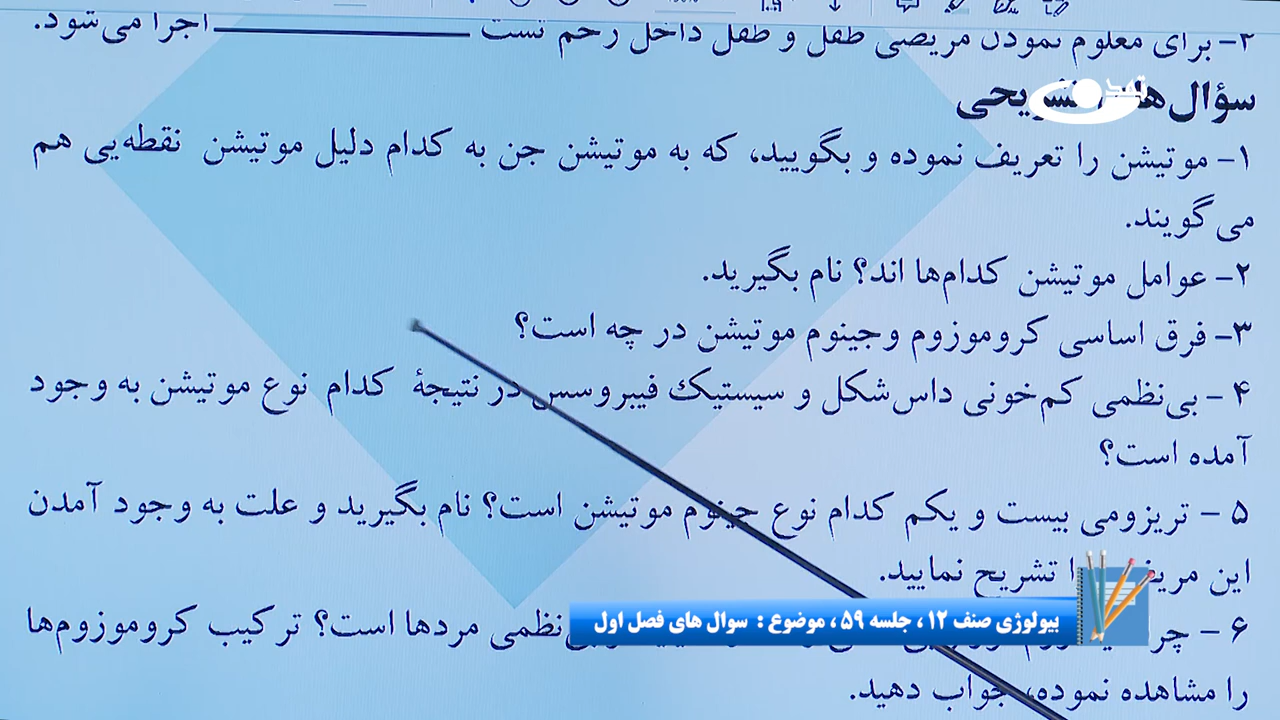 ۳- برای معلوم نمودن مریضی طفل و طفل داخل رحم تست ـــــــــــ اجرا می‌شود.
سؤال‌های تشریحی
۱- موتیشن را تعریف نموده و بگویید، که به موتیشن جن به کدام دلیل موتیشن نقطه‌یی هم
می‌گویند.
۲- عوامل موتیشن کدام‌ها اند؟ نام بگیرید.
۳- فرق اساسی کروموزوم وجینوم موتیشن در چه است؟
۴ - بی‌نظمی کم‌خونی داس‌شکل و سیستیک فیبروسس در نتیجهٔ کدام نوع موتیشن به وجود
آمده است؟
۵ - تریزومی بیست و یکم کدام نوع جینوم موتیشن است؟ نام بگیرید و علت به وجود آمدن
این را تشریح نمایید.
۶ - مردها است؟ ترکیب کروموزوم‌ها
را مشاهده نموده، جواب دهید.
بیولوژی صنف ۱۲ ، جلسه ۵۹ ، موضوع : سوال های فصل اول